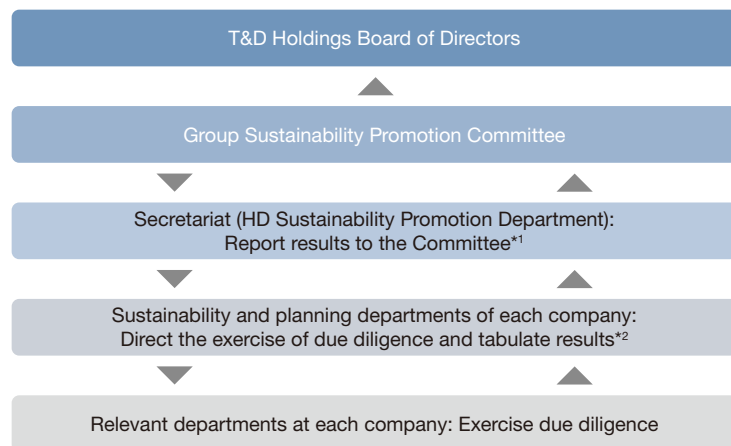 T&D Holdings Board of Directors
Group Sustainability Promotion Committee
Secretariat (HD Sustainability Promotion Department):
Report results to the Committee*1
Sustainability and planning departments of each company:
Direct the exercise of due diligence and tabulate results*2
Relevant departments at each company: Exercise due diligence